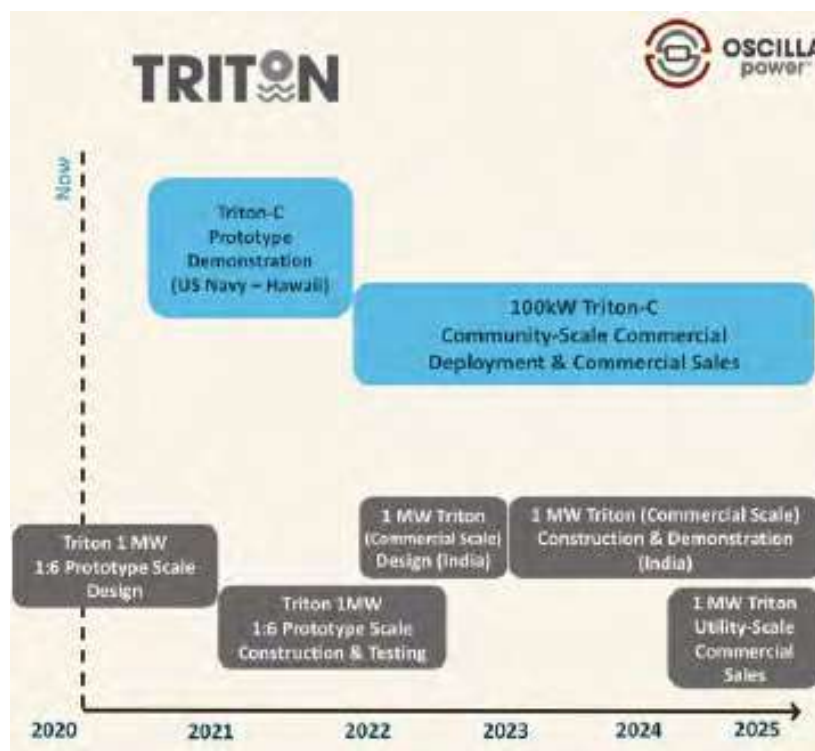 TRITON
OSCILLA
power™
Now
Triton-C
Prototype
Demonstration
(US Navy – Hawaii)
100kW Triton-C
Community-Scale Commercial
Deployment & Commercial Sales
Triton 1 MW
1:6 Prototype Scale
Design
Triton 1MW
1:6 Prototype Scale
Construction & Testing
1 MW Triton
(Commercial Scale)
Design (India)
1 MW Triton (Commercial Scale)
Construction & Demonstration
(India)
1 MW Triton
Utility-Scale
Commercial
Sales
2020 2021 2022 2023 2024 2025